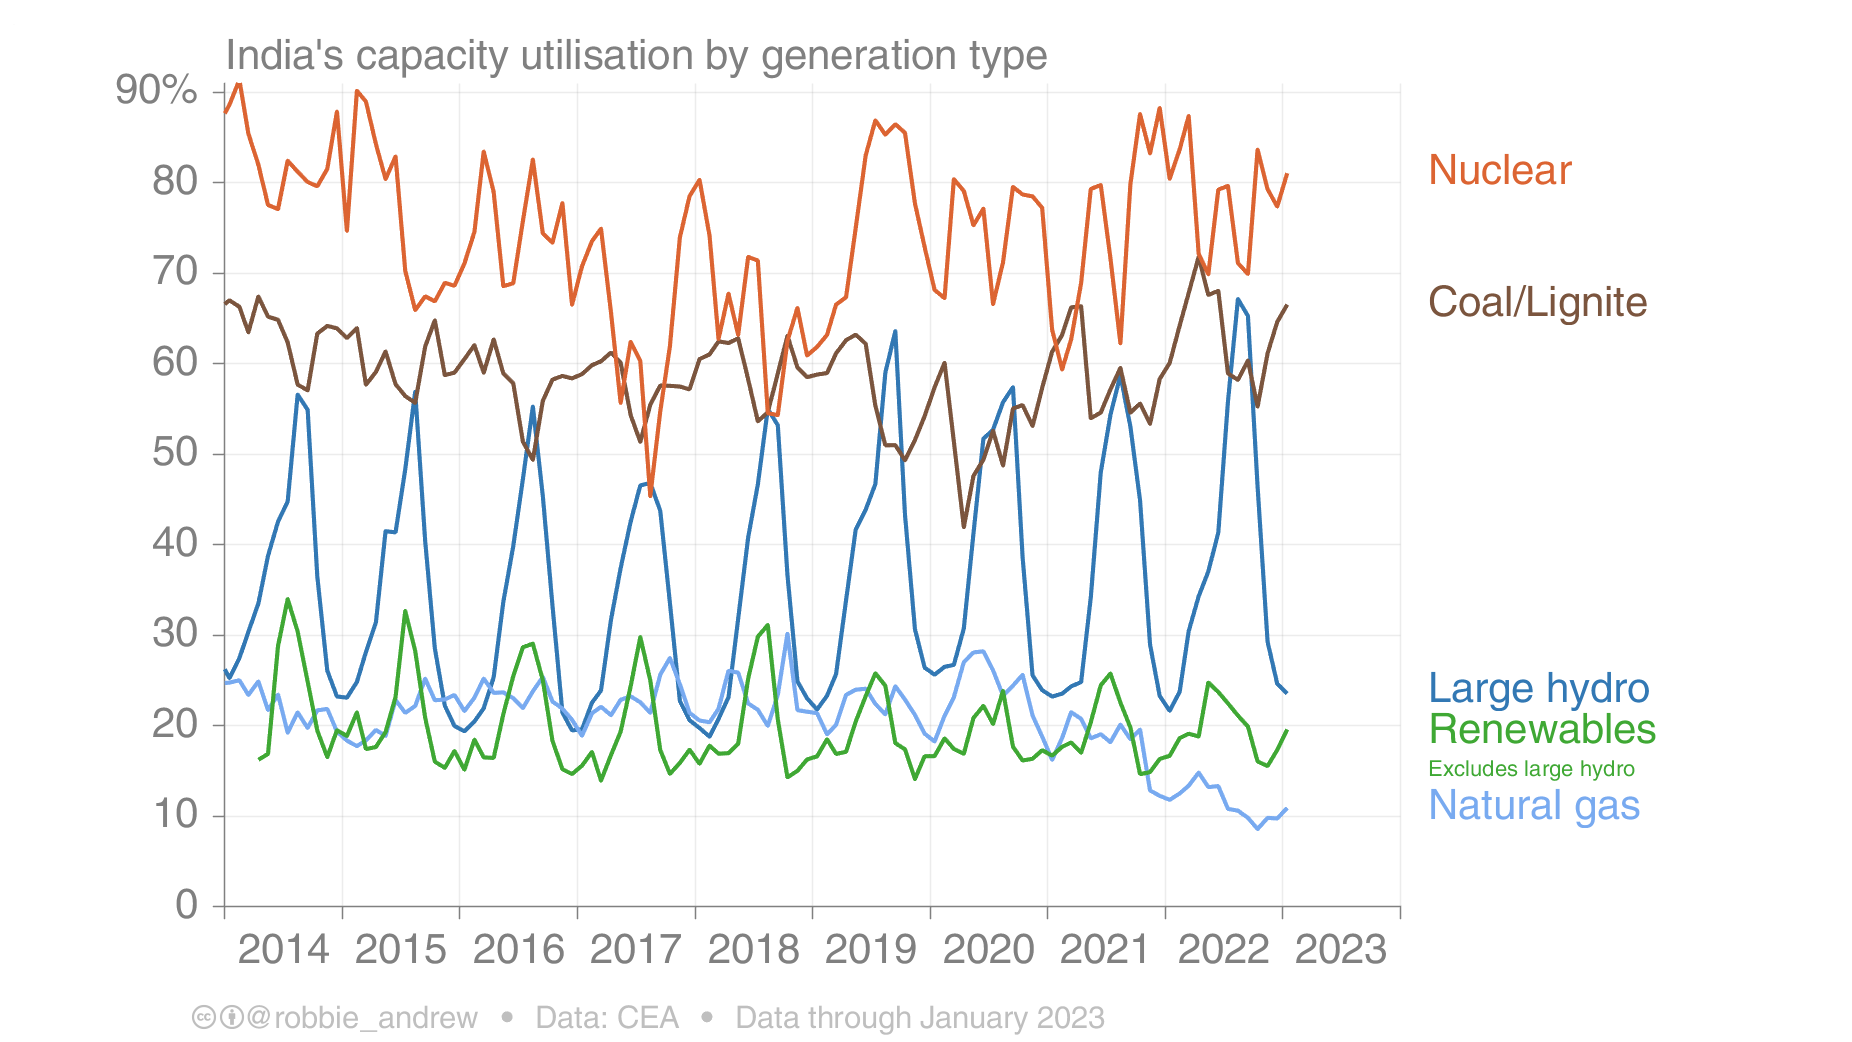 India's capacity utilisation by generation type
90%
80
70
60
50
40
30
20
10
0
Nuclear
Coal/Lignite
Large hydro
Renewables
Excludes large hydro
Natural gas
2014 2015 2016 2017 2018 2019 2020 2021 2022 2023
@robbie_andrew • Data: CEA • Data through January 2023